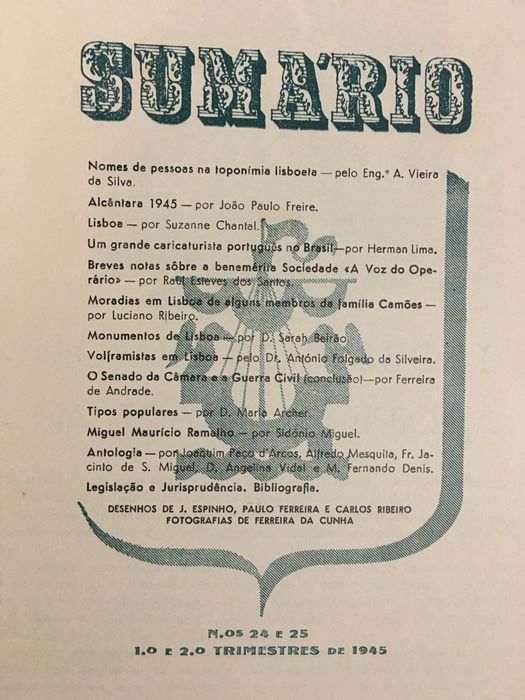 SUMÁRIO
Nomes de pessoas na toponímia lisboeta — pelo Eng.º A. Vieira
da Silva.
Alcântara 1945 — por João Paulo Freire.
Lisboa — por Suzanne Chantal.
Um grande caricaturista português no Brasil—por Herman Lima.
Breves notas sôbre a benemérita Sociedade «A Voz do Ope-
rário» — por Raúl Esteves dos Santos.
Moradias em Lisboa de alguns membros da família Camões —
por Luciano Ribeiro.
Monumentos de Lisboa — por D. Sarah Beirão.
Volframistas em Lisboa — pelo Dr. António Folgado da Silveira.
O Senado da Câmara e a Guerra Civil (conclusão)—por Ferreira
de Andrade.
Tipos populares — por D. Maria Archer.
Miguel Maurício Ramalho — por Sidónio Miguel.
Antologia — por Joaquim Paço d'Arcos, Alfredo Mesquita, Fr. Ja-
cinto de S. Miguel, D. Angelina Vidal e M. Fernando Denis.
Legislação e Jurisprudência. Bibliografia.
DESENHOS DE J. ESPINHO, PAULO FERREIRA E CARLOS RIBEIRO
FOTOGRAFIAS DE FERREIRA DA CUNHA
N.OS 24 E 25
1.O E 2.O TRIMESTRES DE 1945